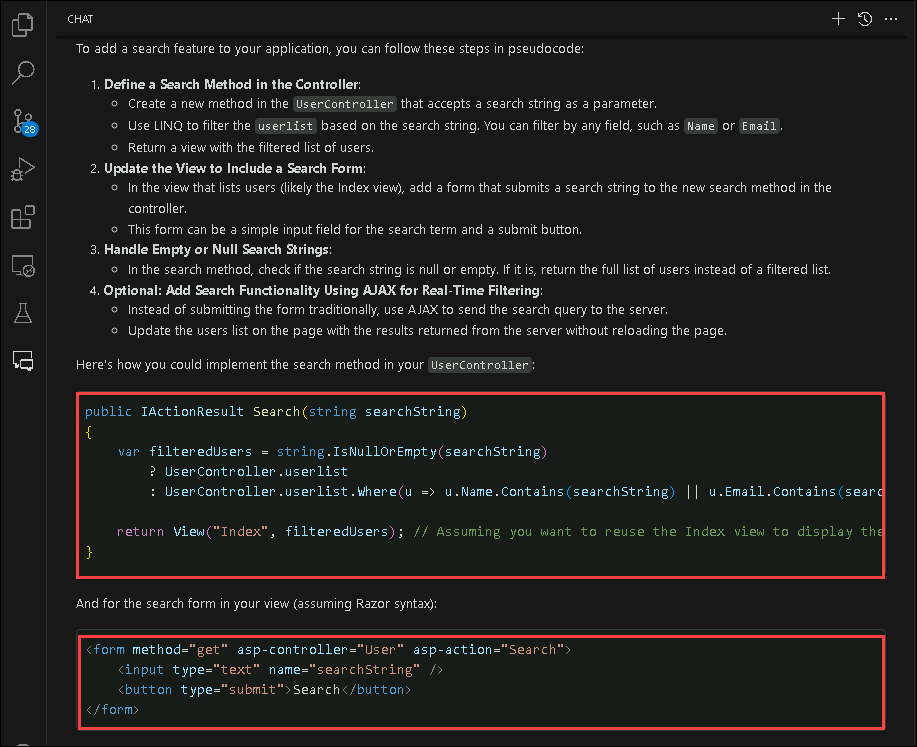 CHAT
To add a search feature to your application, you can follow these steps in pseudocode:
1. Define a Search Method in the Controller:
Create a new method in the UserController that accepts a search string as a parameter.
Use LINQ to filter the userlist based on the search string. You can filter by any field, such as Name or Email.
Return a view with the filtered list of users.
2. Update the View to Include a Search Form:
In the view that lists users (likely the Index view), add a form that submits a search string to the new search method in the
controller.
This form can be a simple input field for the search term and a submit button.
3. Handle Empty or Null Search Strings:
In the search method, check if the search string is null or empty. If it is, return the full list of users instead of a filtered list.
4. Optional: Add Search Functionality Using AJAX for Real-Time Filtering:
Instead of submitting the form traditionally, use AJAX to send the search query to the server.
Update the users list on the page with the results returned from the server without reloading the page.
28
Here's how you could implement the search method in your UserController:
public IActionResult Search(string searchString)
{
var filteredUsers = string.IsNullOrEmpty(searchString)
? UserController.userlist
: UserController.userlist.Where(u => u.Name.Contains(searchString) || u.Email.Contains(searc
return View("Index", filteredUsers); // Assuming you want to reuse the Index view to display the
}
And for the search form in your view (assuming Razor syntax):
<form method="get" asp-controller="User" asp-action="Search">
<input type="text" name="searchString" />
<button type="submit">Search</button>
</form>